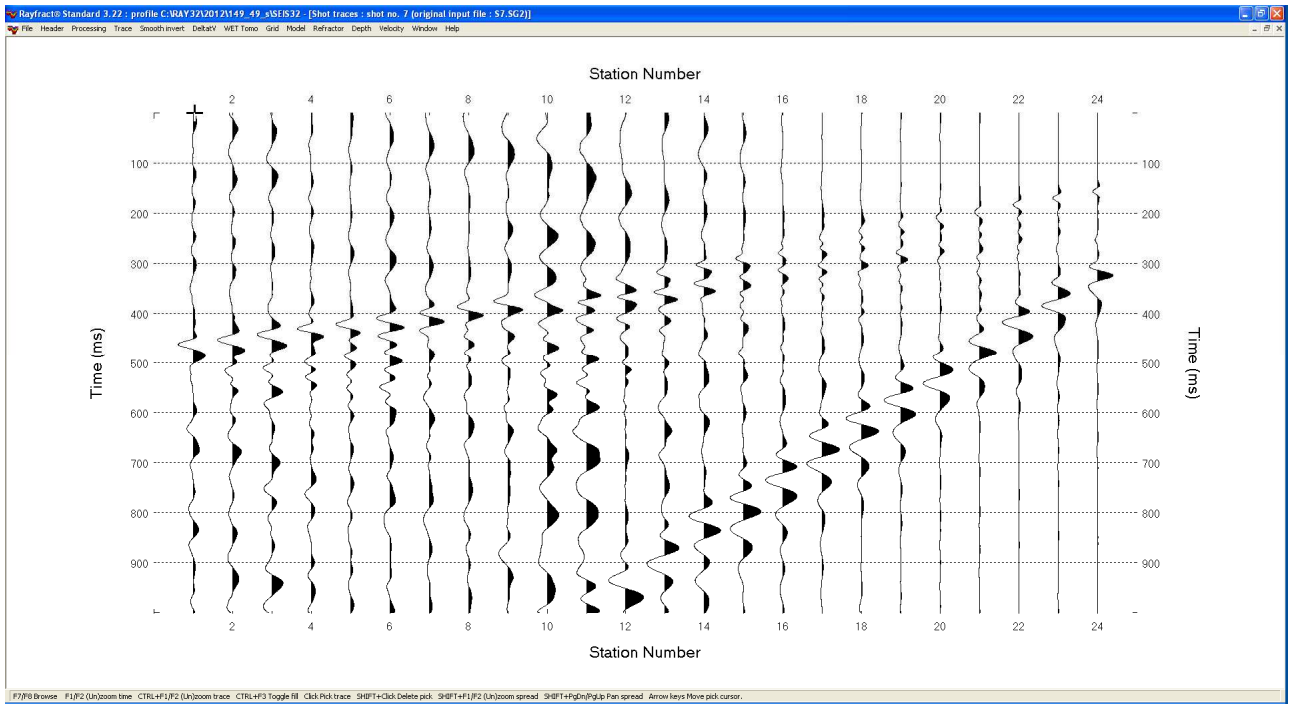 Rayfract® Standard 3.22 : profile C:\RAY32\2012\149_49_s\SEIS32 - [Shot traces : shot no. 7 (original input file : S7.SG2)]
File Header Processing Trace Smooth invert DeltatV WET Tomo Grid Model Refractor Depth Velocity Window Help
Station Number
2 4 6 8 10 12 14 16 18 20 22 24
100 100
200 200
300 300
400 400
500 500
600 600
700 700
800 800
900 900
Time (ms)
Time (ms)
2 4 6 8 10 12 14 16 18 20 22 24
Station Number
F7/F8 Browse F1/F2 (Un)zoom time CTRL+F1/F2 (Un)zoom trace CTRL+F3 Toggle fill Click Pick trace SHIFT+Click Delete pick SHIFT+F1/F2 (Un)zoom spread SHIFT+PgDn/PgUp Pan spread Arrow keys Move pick cursor.